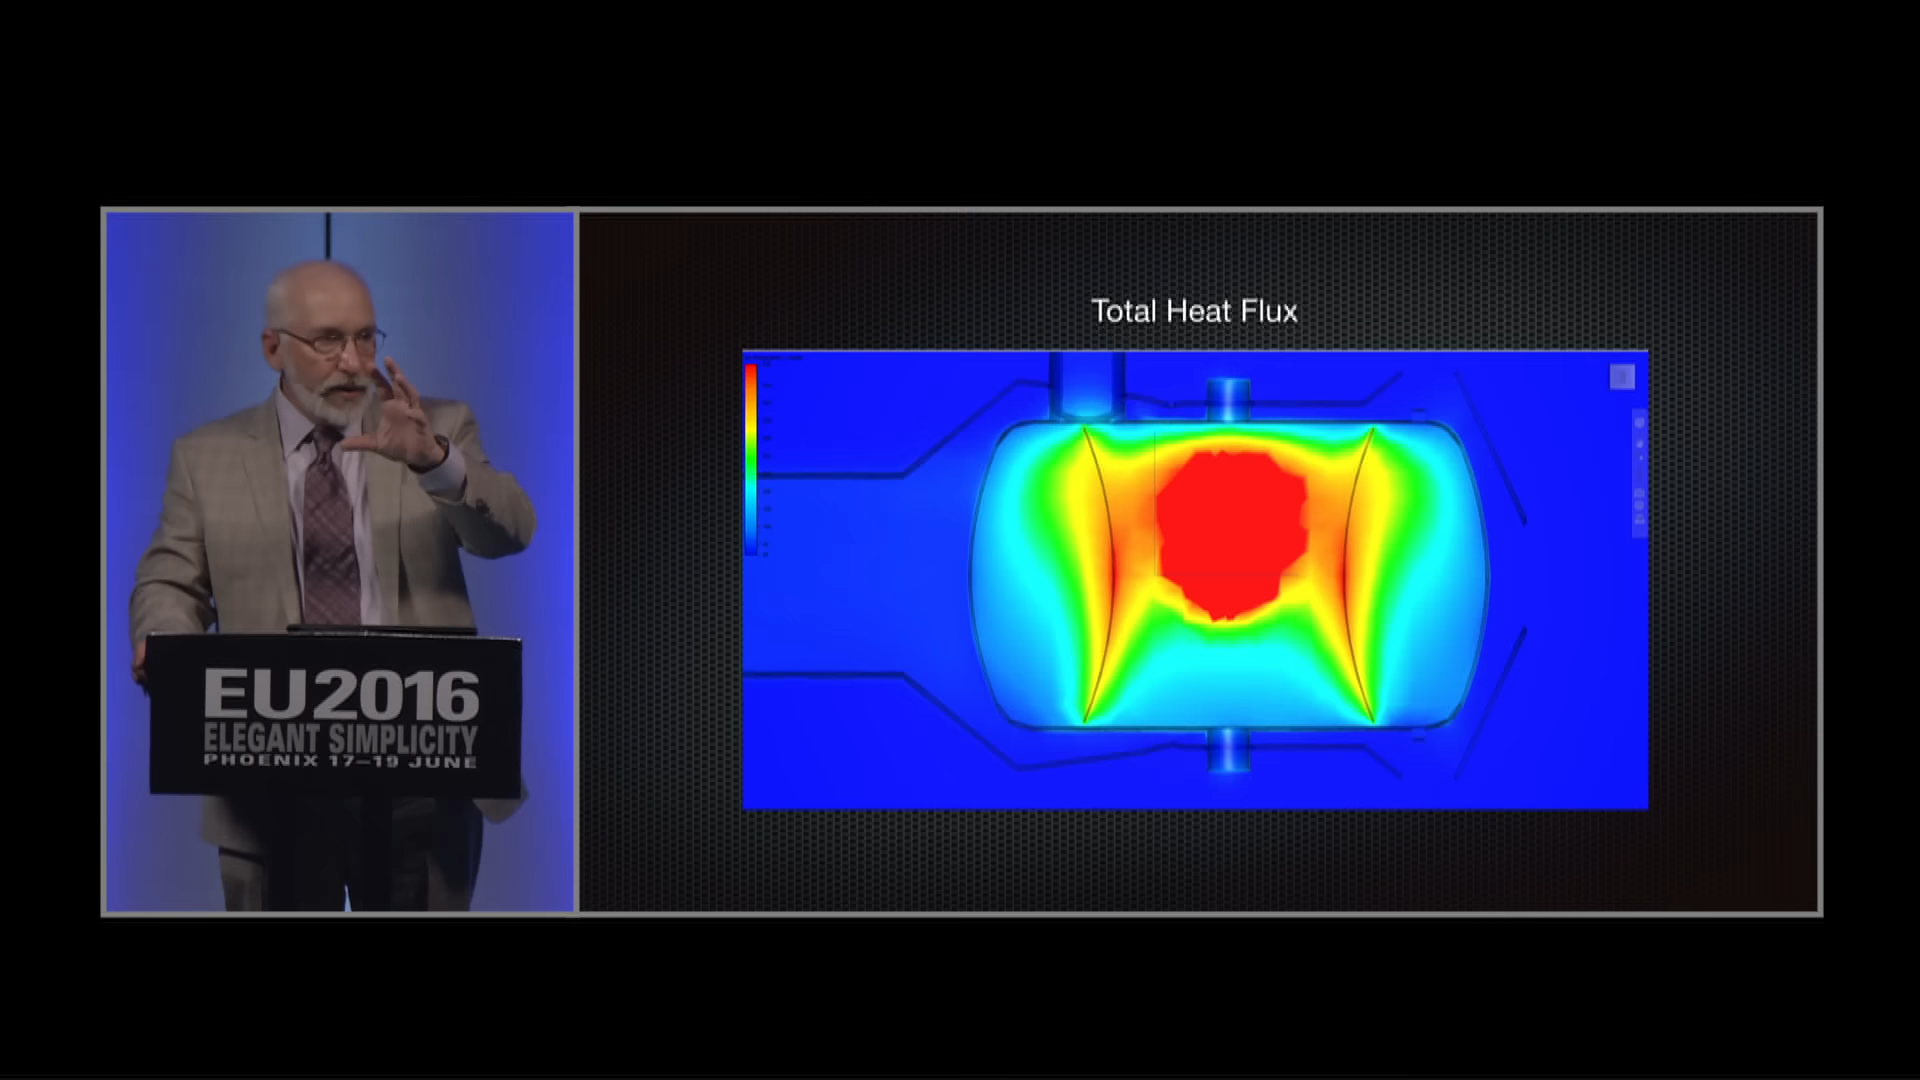 Total Heat Flux
EU2016
ELEGANT SIMPLICITY
PHOENIX 17–19 JUNE